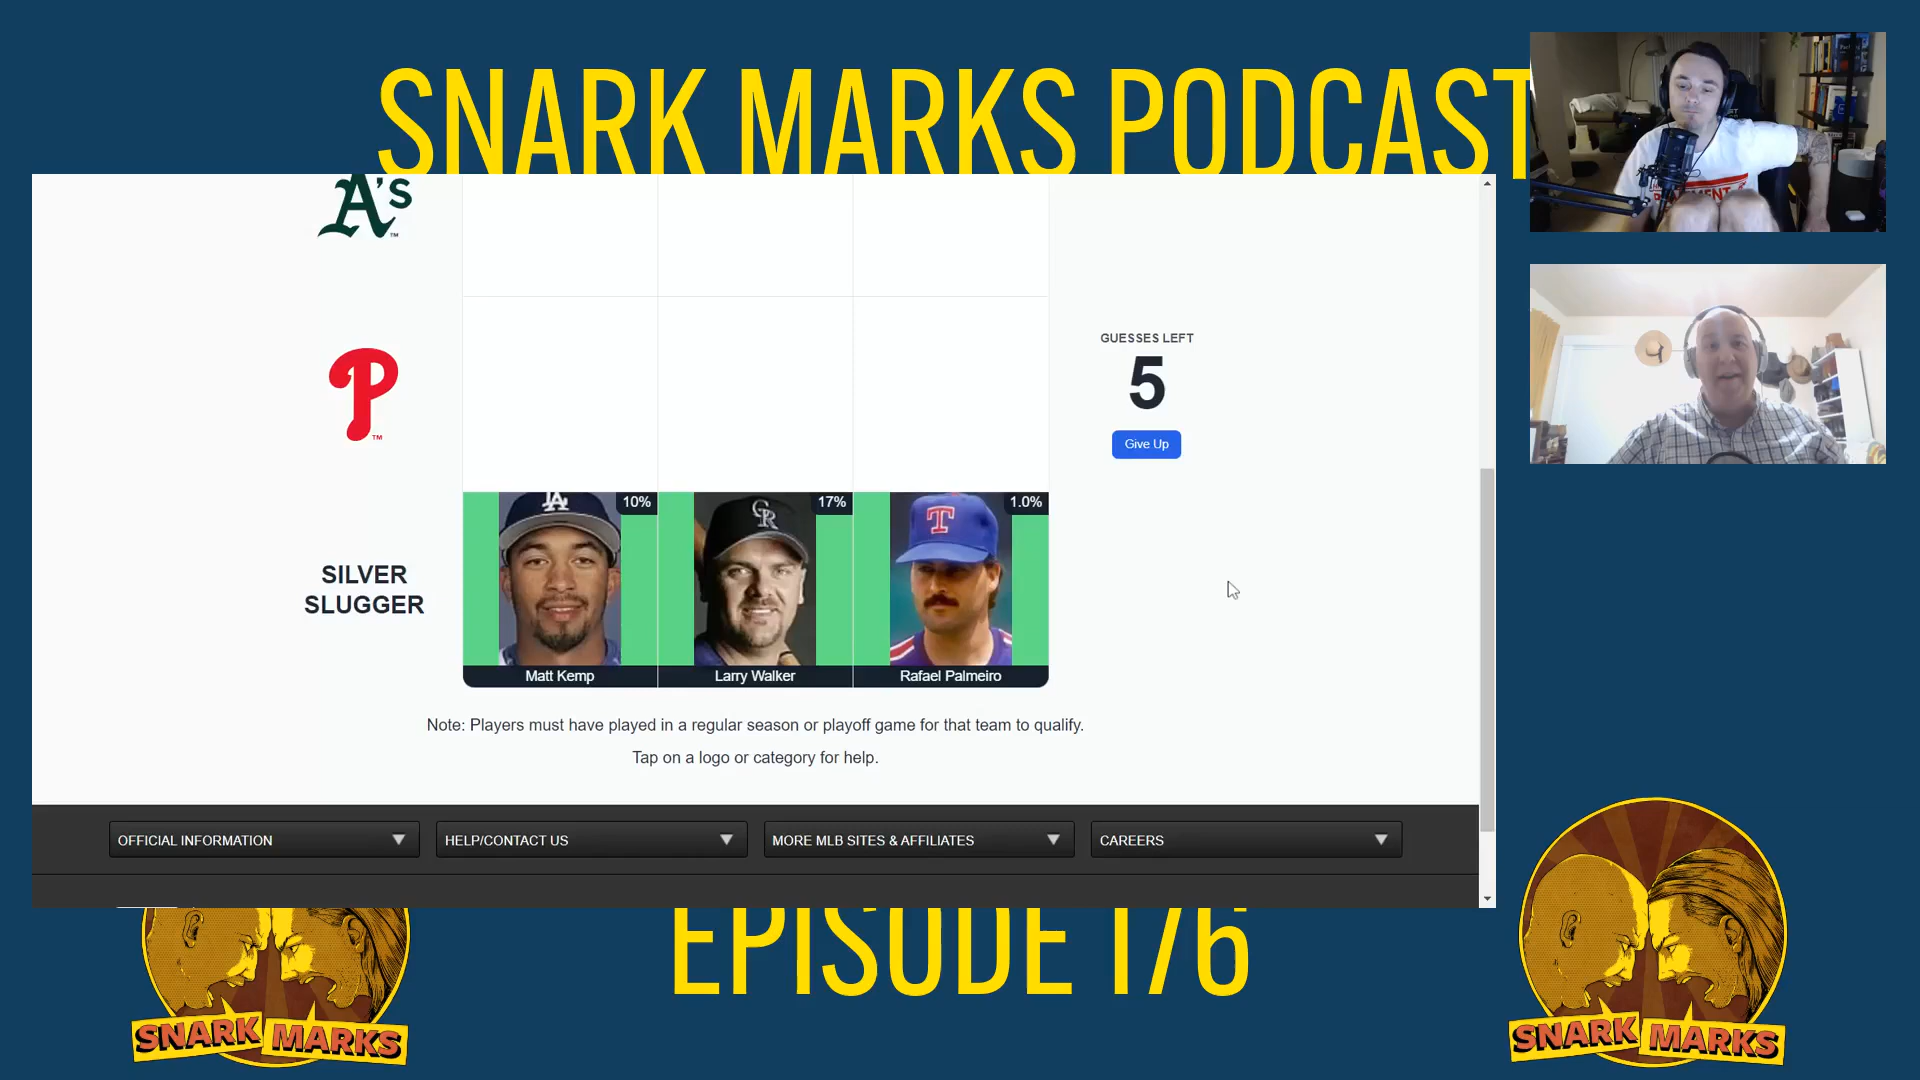 SNARK MARKS PODCAST
A's
TM
GUESSES LEFT
5
Give Up
P
TM
10%
17%
1.0%
SILVER
SLUGGER
Matt Kemp
Larry Walker
Rafael Palmeiro
Note: Players must have played in a regular season or playoff game for that team to qualify.
Tap on a logo or category for help.
OFFICIAL INFORMATION
HELP/CONTACT US
MORE MLB SITES & AFFILIATES
CAREERS
EPISODE 176
SNARK MARKS
SNARK MARKS